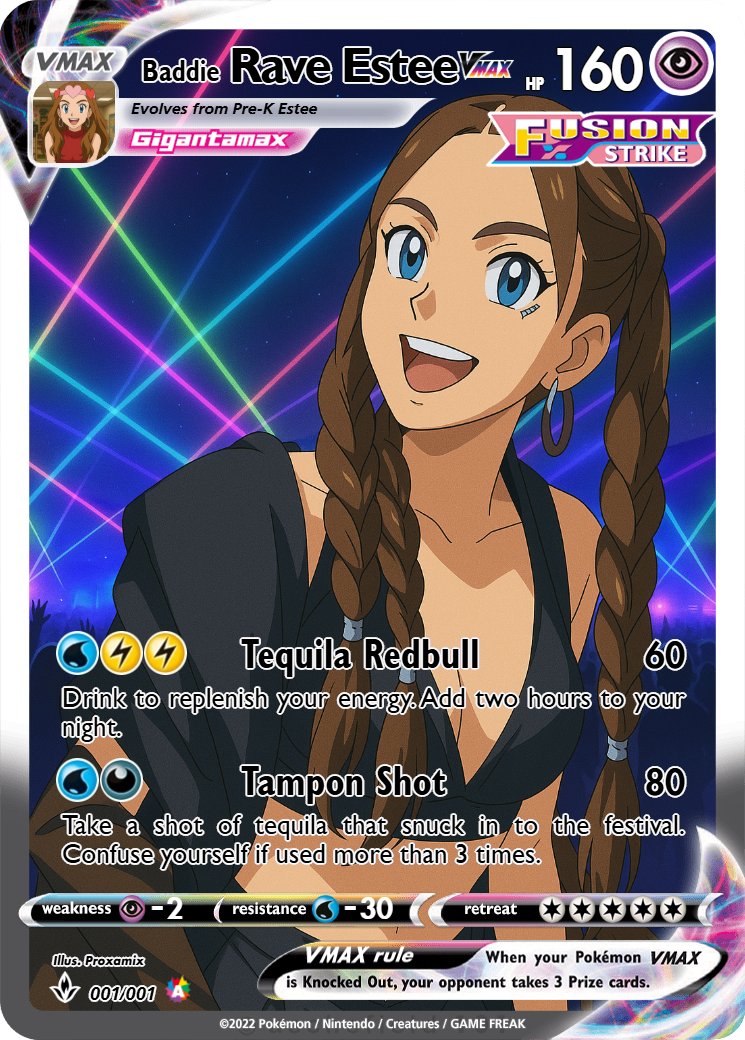 VMAX
Baddie Rave Estee VMAX HP 160
Evolves from Pre-K Estee
Gigantamax
FUSION
STRIKE
Tequila Redbull 60
Drink to replenish your energy. Add two hours to your
night.
Tampon Shot 80
Take a shot of tequila that snuck in to the festival.
Confuse yourself if used more than 3 times.
weakness -2 resistance -30 retreat
Illus. Proxamix
001/001 A
VMAX rule When your Pokémon VMAX
is Knocked Out, your opponent takes 3 Prize cards.
©2022 Pokémon / Nintendo / Creatures / GAME FREAK